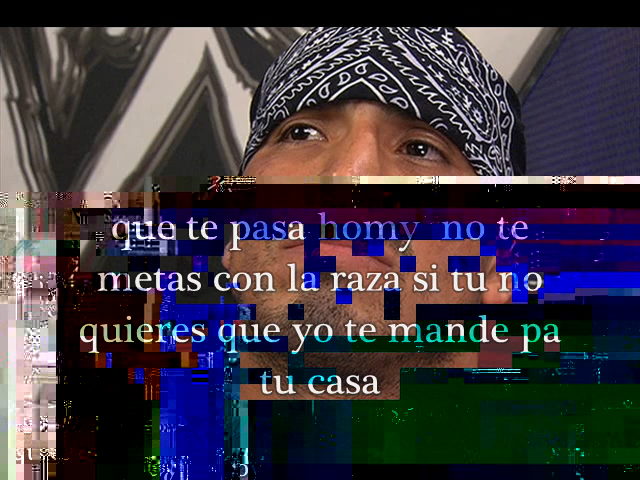 que te pasa homy no te
metas con la raza si tu no
quieres que yo te mande pa
tu casa